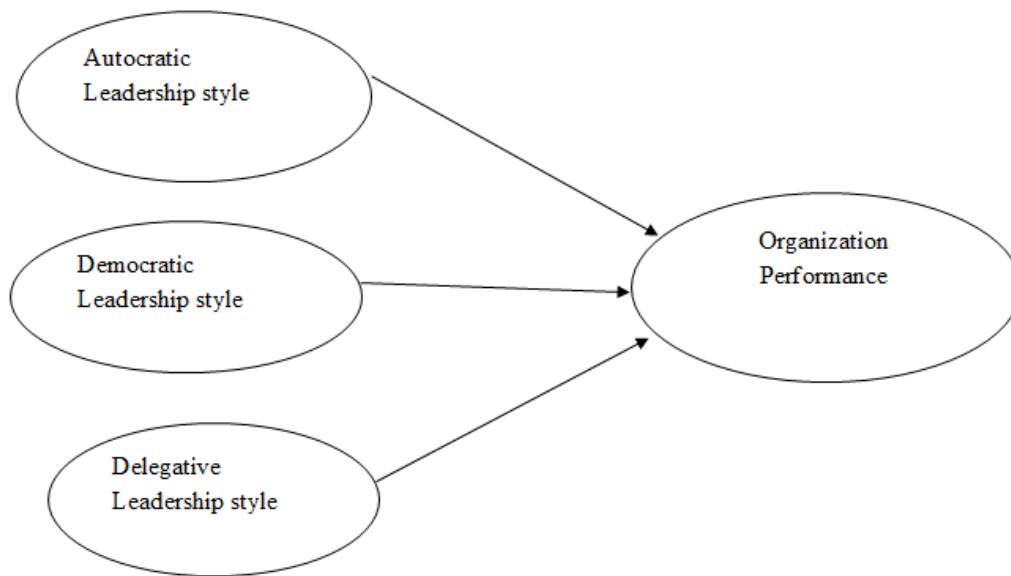 Autocratic
Leadership style
Democratic
Leadership style
Delegative
Leadership style
Organization
Performance